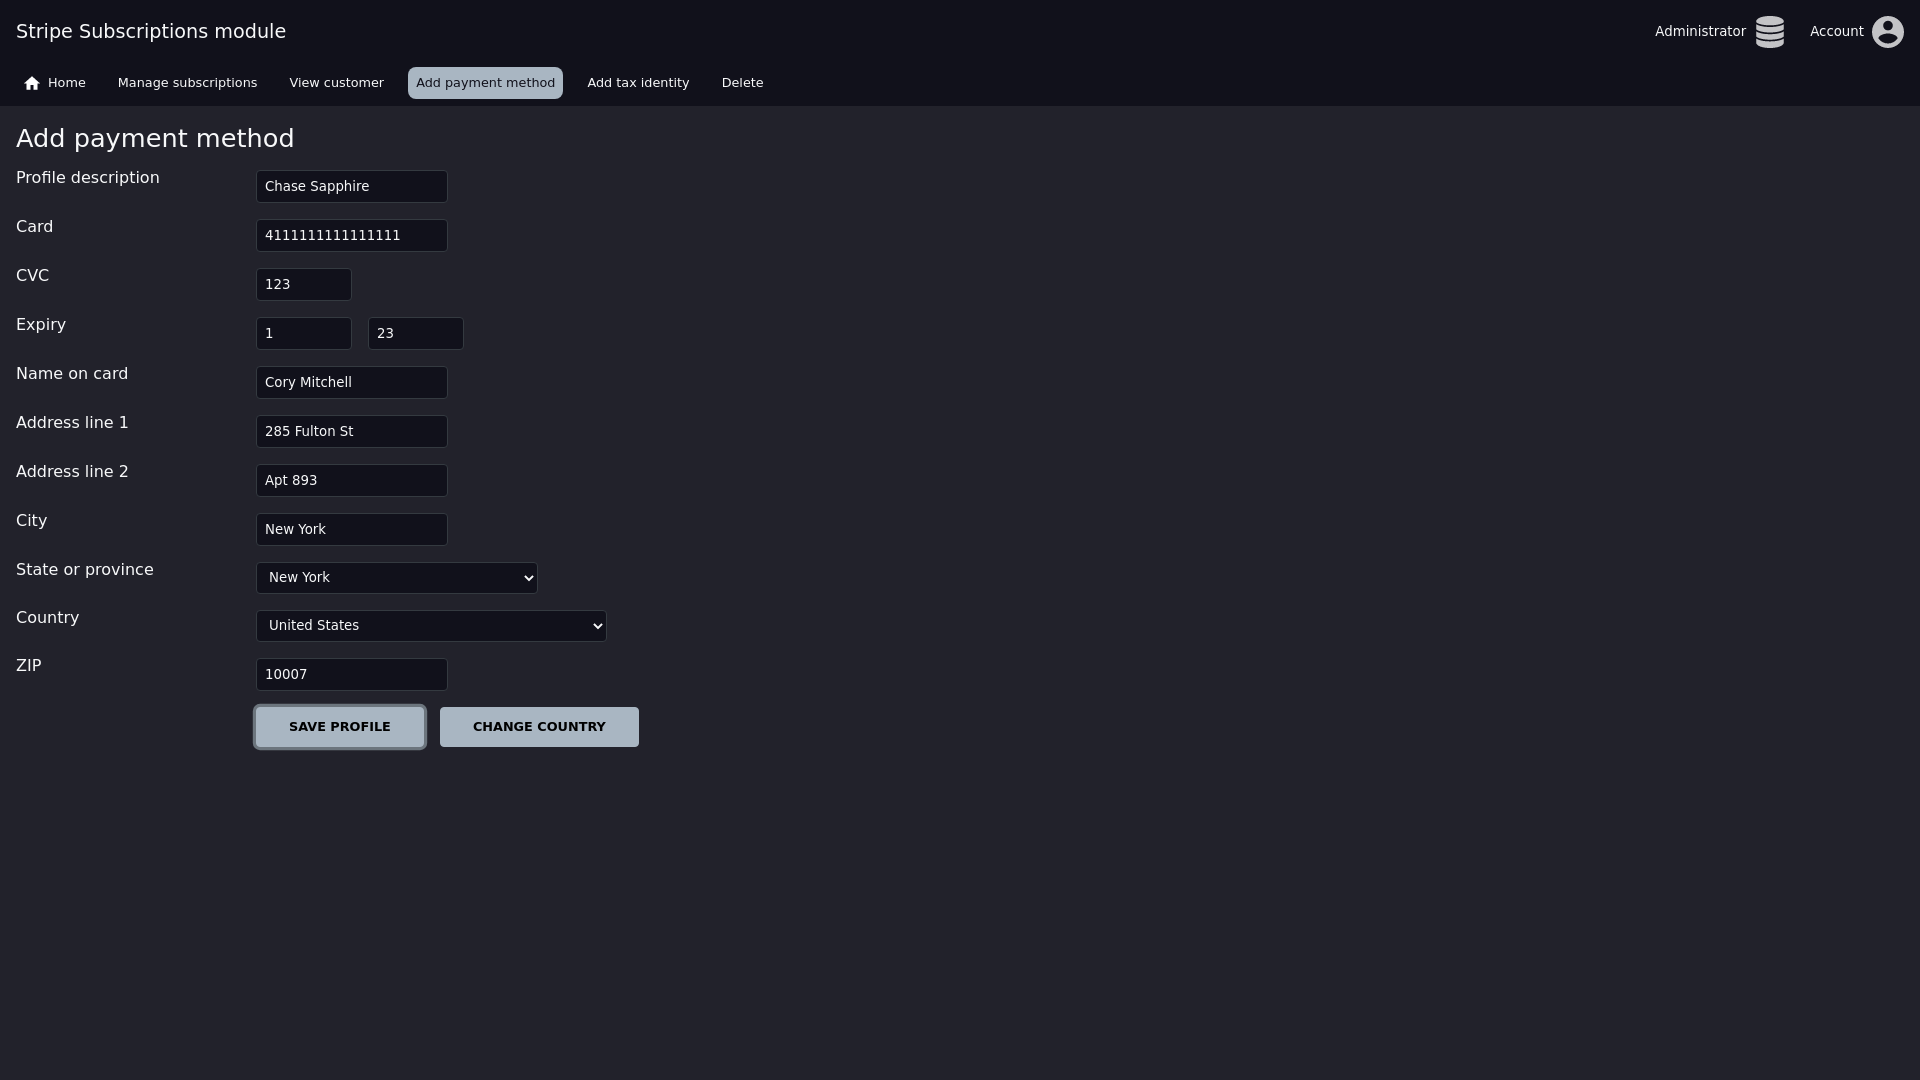 Stripe Subscriptions module
Administrator
Account
Home
Manage subscriptions
View customer
Add payment method
Add tax identity
Delete
Add payment method
Profile description
Chase Sapphire
Card
4111111111111111
CVC
123
Expiry
1
23
Name on card
Cory Mitchell
Address line 1
285 Fulton St
Address line 2
Apt 893
City
New York
State or province
New York
Country
United States
ZIP
10007
SAVE PROFILE
CHANGE COUNTRY